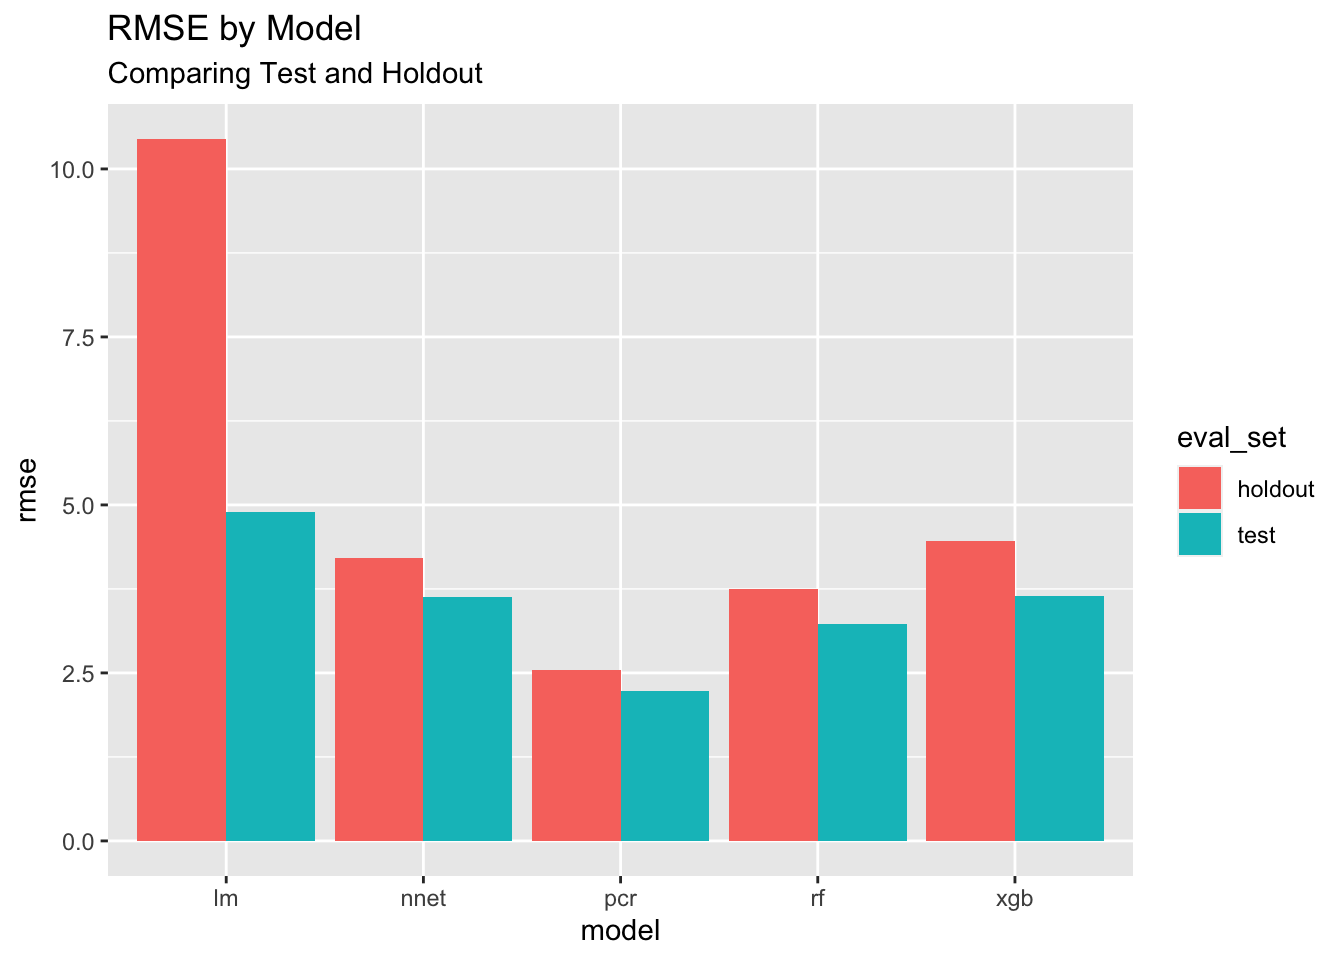 RMSE by Model
Comparing Test and Holdout
10.0
7.5
5.0
2.5
0.0
rmse
lm nnet pcr rf xgb
model
eval_set
holdout
test